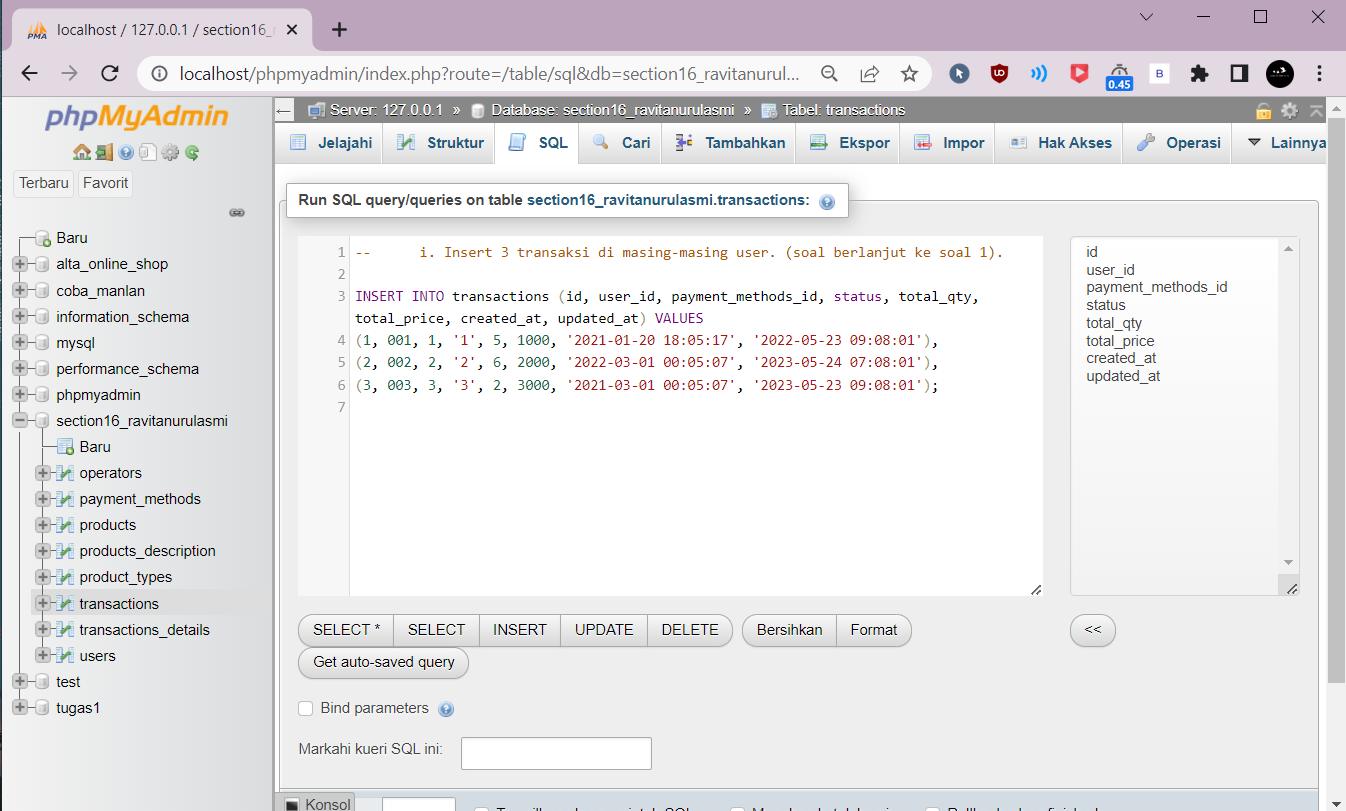 localhost / 127.0.0.1 / section16_r
localhost/phpmyadmin/index.php?route=/table/sql&db=section16_ravitanurul...
0.45
B
phpMyAdmin
Terbaru
Favorit
Baru
alta_online_shop
coba_manlan
information_schema
mysql
performance_schema
phpmyadmin
section16_ravitanurulasmi
Baru
operators
payment_methods
products
products_description
product_types
transactions
transactions_details
users
test
tugas1
Server: 127.0.0.1 » Database: section16_ravitanurulasmi » Tabel: transactions
Jelajahi Struktur SQL Cari Tambahkan Ekspor Impor Hak Akses Operasi Lainnya
Run SQL query/queries on table section16_ravitanurulasmi.transactions:
1 -- i. Insert 3 transaksi di masing-masing user. (soal berlanjut ke soal 1).
2
3 INSERT INTO transactions (id, user_id, payment_methods_id, status, total_qty,
total_price, created_at, updated_at) VALUES
4 (1, 001, 1, '1', 5, 1000, '2021-01-20 18:05:17', '2022-05-23 09:08:01'),
5 (2, 002, 2, '2', 6, 2000, '2022-03-01 00:05:07', '2023-05-24 07:08:01'),
6 (3, 003, 3, '3', 2, 3000, '2021-03-01 00:05:07', '2023-05-23 09:08:01');
7
id
user_id
payment_methods_id
status
total_qty
total_price
created_at
updated_at
SELECT * SELECT INSERT UPDATE DELETE Bersihkan Format <<
Get auto-saved query
Bind parameters
Markahi kueri SQL ini:
Konsol